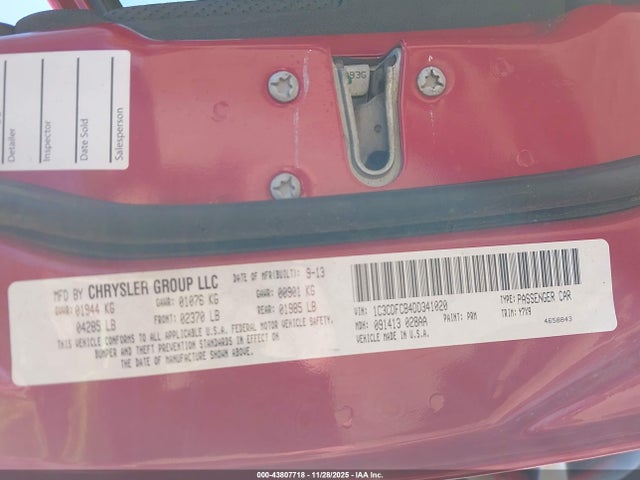 Detailer
Inspector
Date Sold
Salesperson
93G
MFD BY CHRYSLER GROUP LLC DATE OF MFR(BUILT): 9-13
GVWR: 01944 KG GAWR: 01076 KG GAWR: 00901 KG
04285 LB FRONT: 02370 LB REAR: 01985 LB
THIS VEHICLE CONFORMS TO ALL APPLICABLE U.S.A. FEDERAL MOTOR VEHICLE SAFETY,
BUMPER AND THEFT PREVENTION STANDARDS IN EFFECT ON
THE DATE OF MANUFACTURE SHOWN ABOVE.
VIN: 1C3CDFCB4DD341020 TYPE: PASSENGER CAR
MDH: 091413 028AA PAINT: PRM TRIM: M7X9
VEHICLE MADE IN U.S.A. 4658843
000-43807718 - 11/28/2025 - IAA Inc.